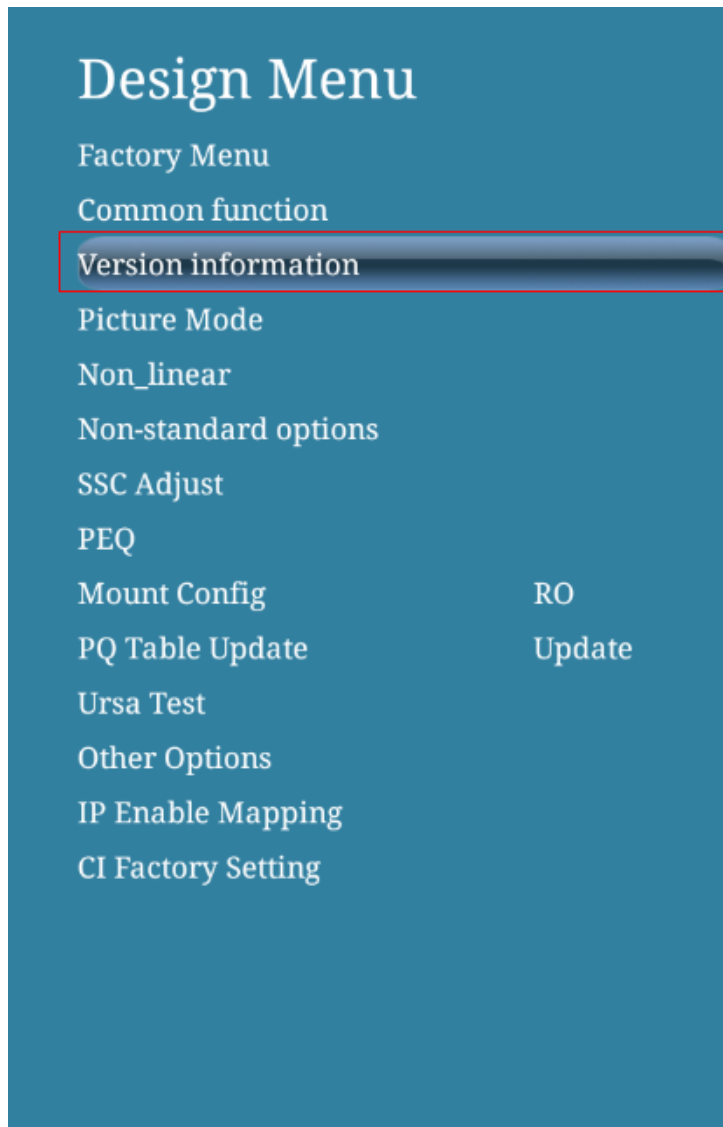 Design Menu
Factory Menu
Common function
Version information
Picture Mode
Non_linear
Non-standard options
SSC Adjust
PEQ
Mount Config RO
PQ Table Update Update
Ursa Test
Other Options
IP Enable Mapping
CI Factory Setting